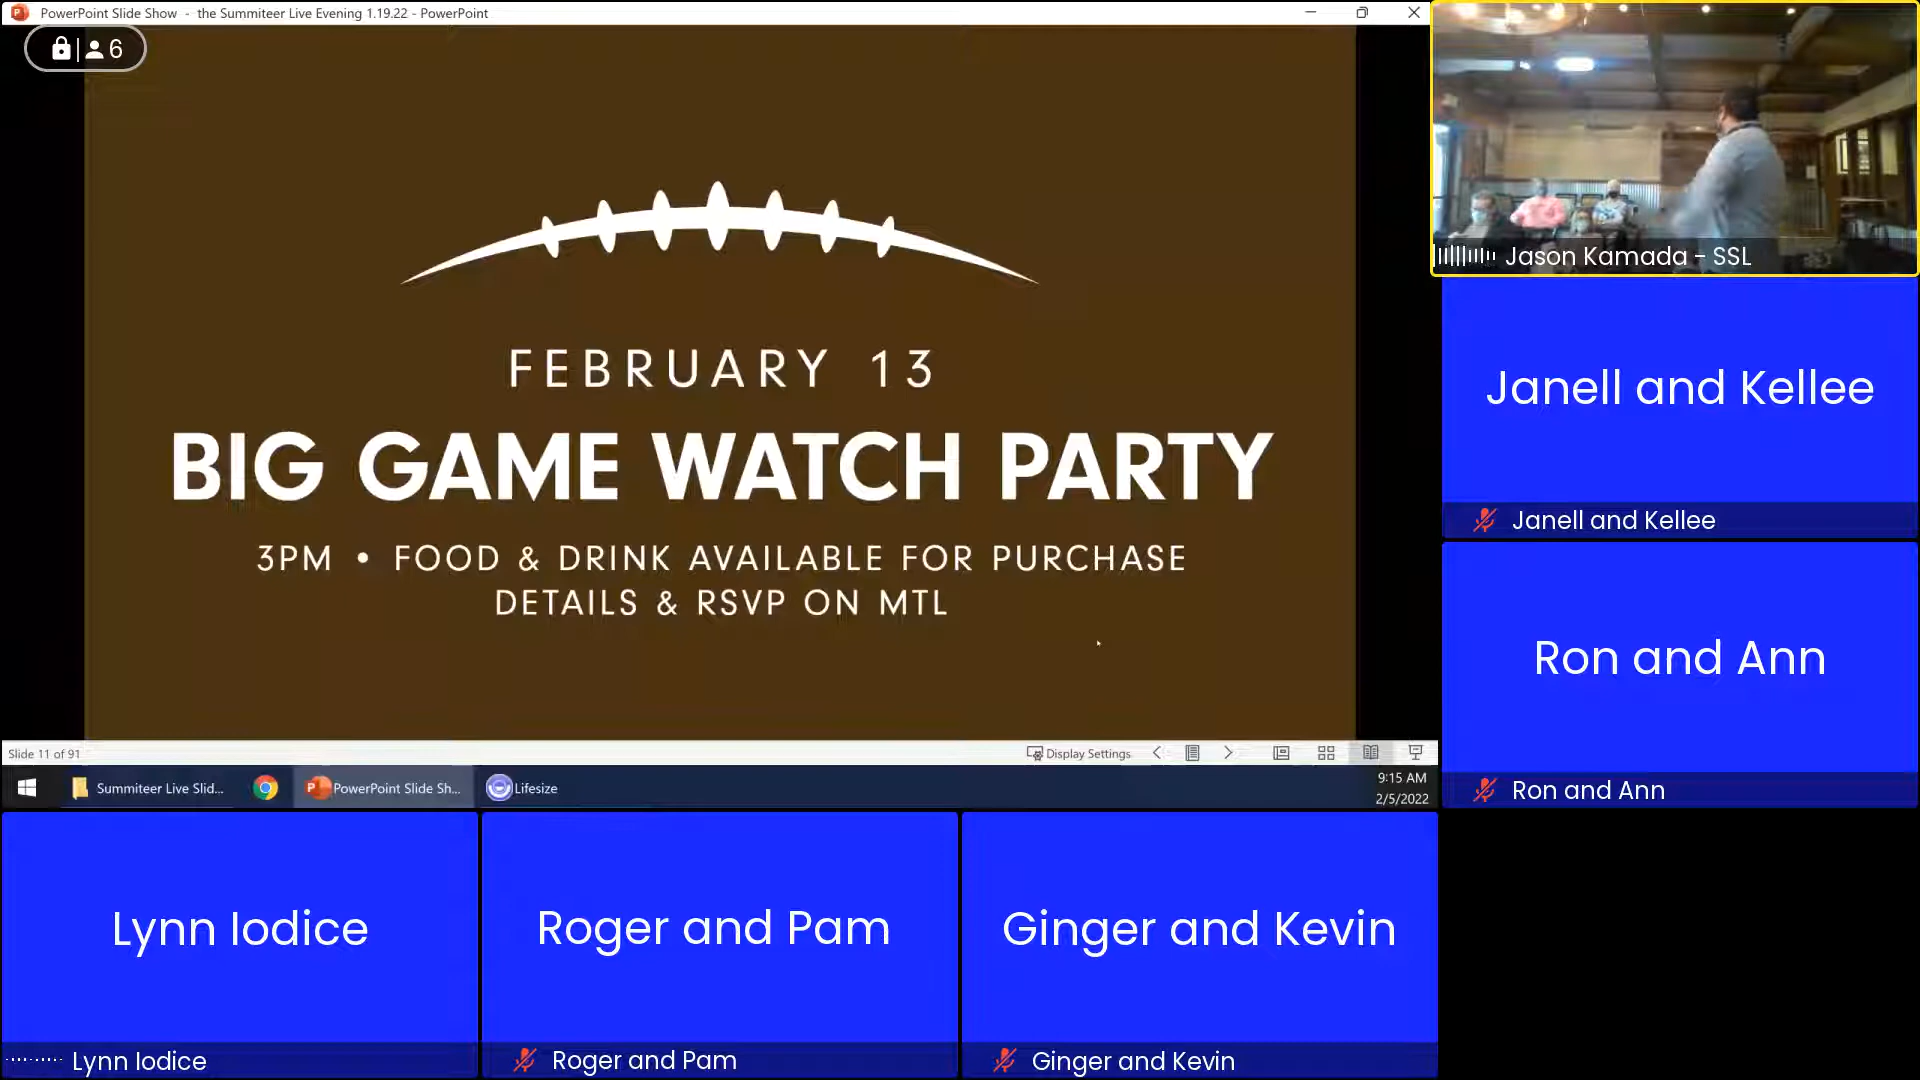 PowerPoint Slide Show - the Summiteer Live Evening 1.19.22 - PowerPoint
6
FEBRUARY 13
BIG GAME WATCH PARTY
3PM • FOOD & DRINK AVAILABLE FOR PURCHASE
DETAILS & RSVP ON MTL
Slide 11 of 91
Display Settings
Summiteer Live Slid...
PowerPoint Slide Sh...
Lifesize
9:15 AM
2/5/2022
Jason Kamada - SSL
Janell and Kellee
Janell and Kellee
Ron and Ann
Ron and Ann
Lynn Iodice
Lynn Iodice
Roger and Pam
Roger and Pam
Ginger and Kevin
Ginger and Kevin